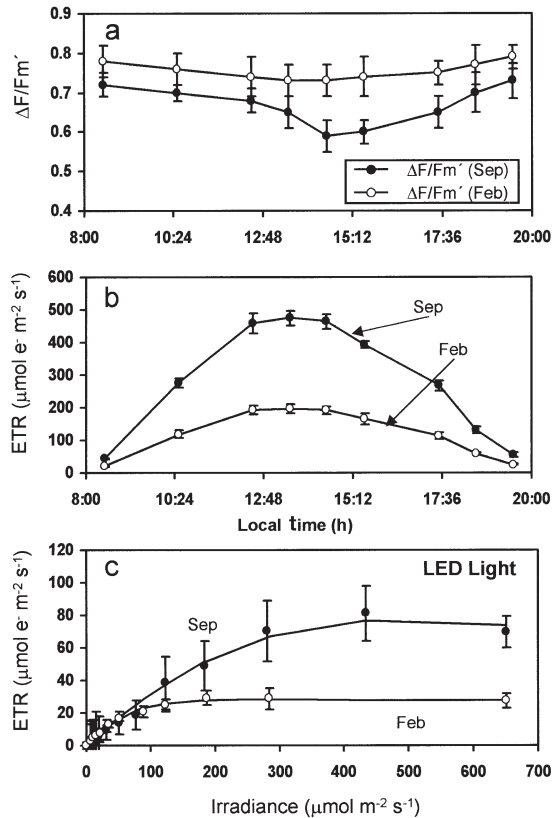 a
ΔF/Fm´
0.9
0.8
0.7
0.6
0.5
0.4
ΔF/Fm´ (Sep)
ΔF/Fm´ (Feb)
8:00 10:24 12:48 15:12 17:36 20:00
b
ETR (μmol e- m-2 s-1)
600
500
400
300
200
100
0
Sep
Feb
8:00 10:24 12:48 15:12 17:36 20:00
Local time (h)
c
LED Light
ETR (μmol e- m-2 s-1)
120
100
80
60
40
20
0
Sep
Feb
0 100 200 300 400 500 600 700
Irradiance (μmol m-2 s-1)